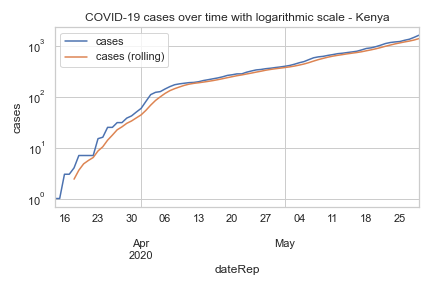 COVID-19 cases over time with logarithmic scale - Kenya
cases
cases (rolling)
cases
10³
10²
10¹
10⁰
16 23 30 06 13 20 27 04 11 18 25
Apr May
2020
dateRep